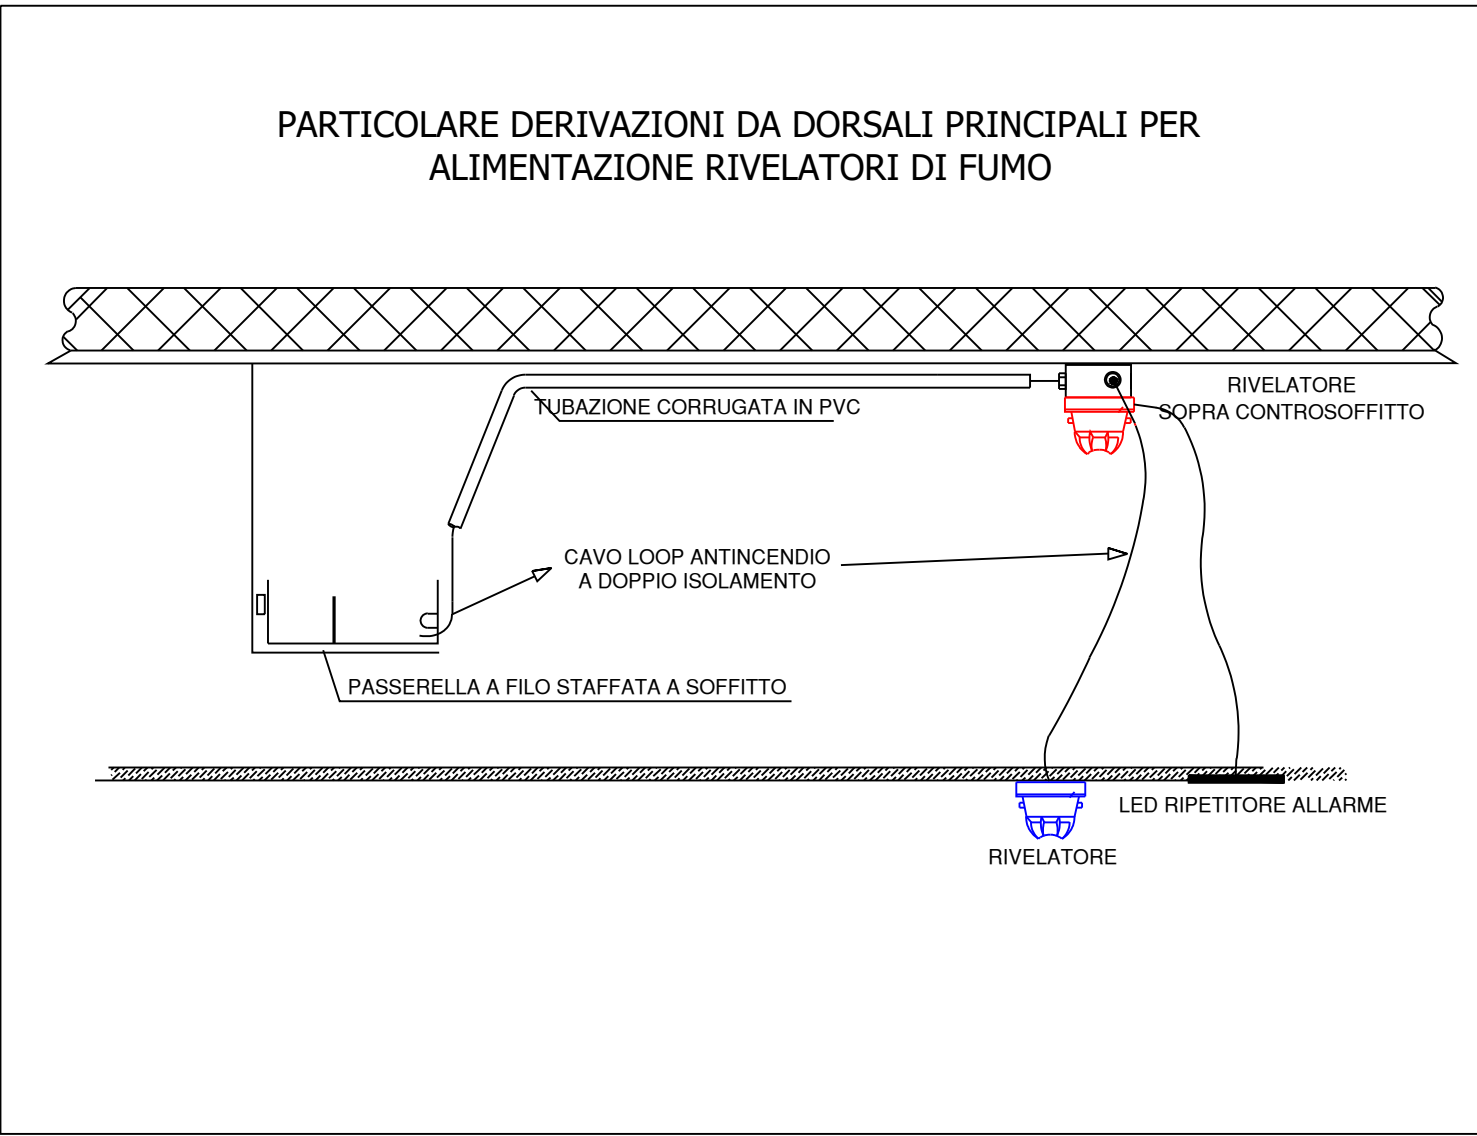 PARTICOLARE DERIVAZIONI DA DORSALI PRINCIPALI PER
ALIMENTAZIONE RIVELATORI DI FUMO
RIVELATORE
SOPRA CONTROSOFFITTO
TUBAZIONE CORRUGATA IN PVC
CAVO LOOP ANTINCENDIO
A DOPPIO ISOLAMENTO
PASSERELLA A FILO STAFFATA A SOFFITTO
LED RIPETITORE ALLARME
RIVELATORE